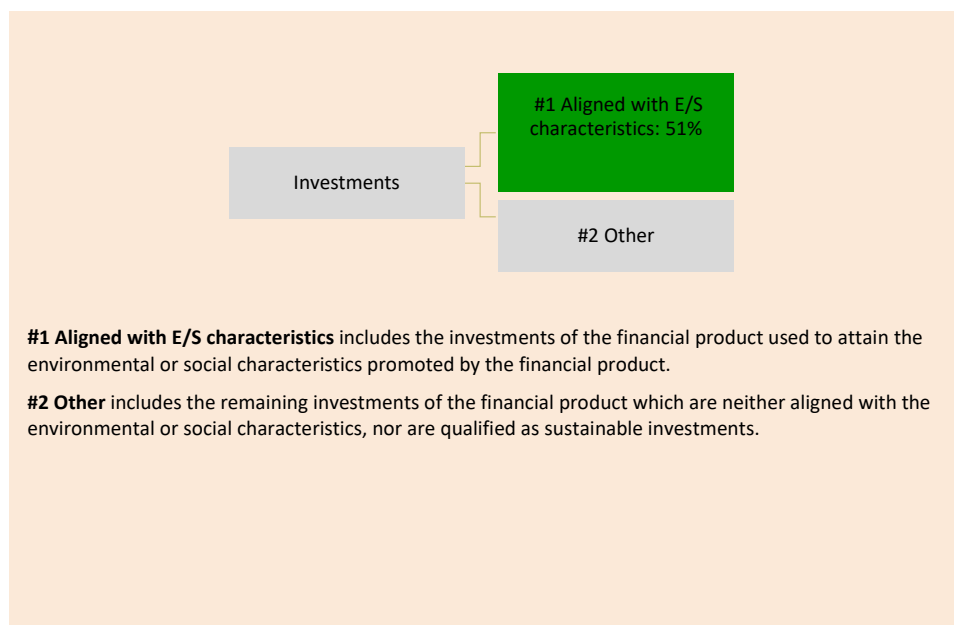 #1 Aligned with E/S
characteristics: 51%
Investments
#2 Other
#1 Aligned with E/S characteristics includes the investments of the financial product used to attain the
environmental or social characteristics promoted by the financial product.
#2 Other includes the remaining investments of the financial product which are neither aligned with the
environmental or social characteristics, nor are qualified as sustainable investments.